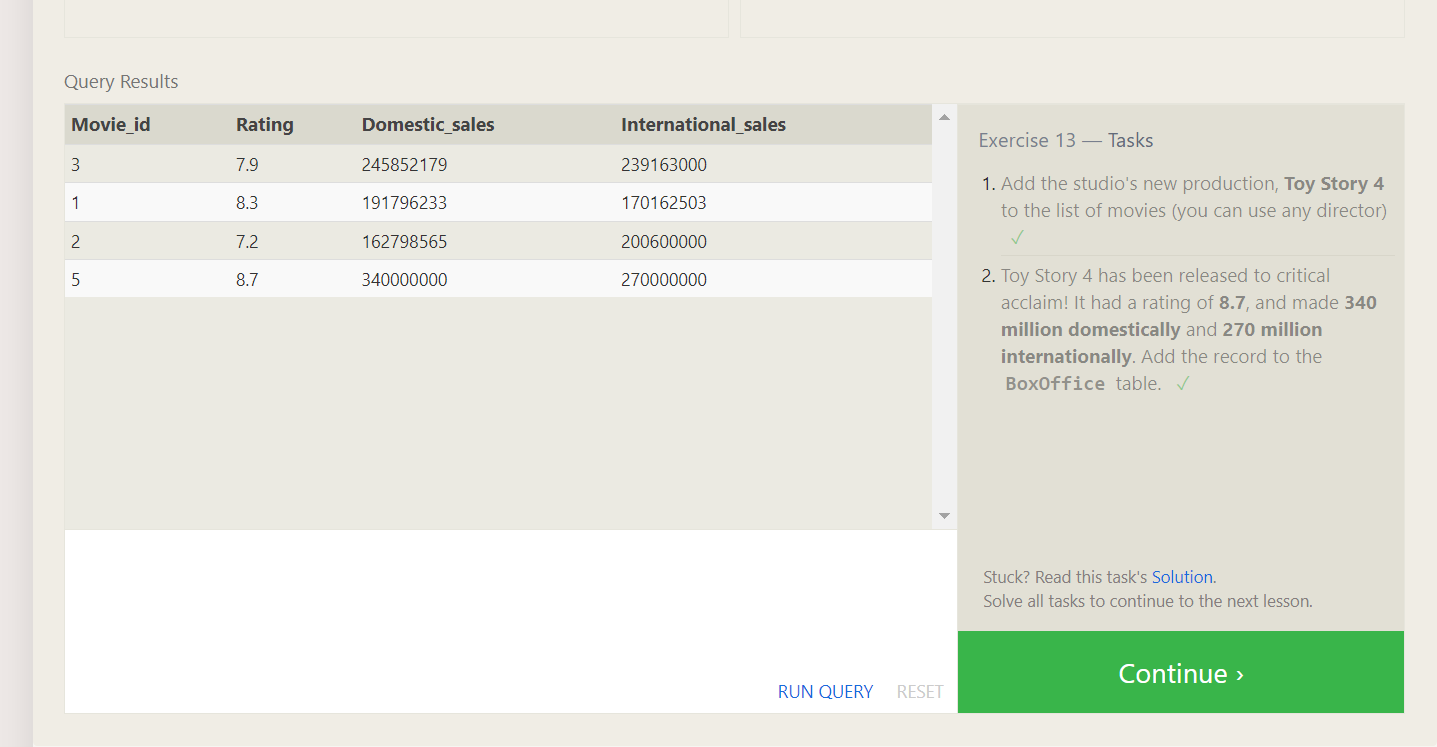 Query Results
Movie_id Rating Domestic_sales International_sales
3 7.9 245852179 239163000
1 8.3 191796233 170162503
2 7.2 162798565 200600000
5 8.7 340000000 270000000
RUN QUERY RESET
Exercise 13 — Tasks
1. Add the studio's new production, Toy Story 4
to the list of movies (you can use any director)
✓
2. Toy Story 4 has been released to critical
acclaim! It had a rating of 8.7, and made 340
million domestically and 270 million
internationally. Add the record to the
BoxOffice table. ✓
Stuck? Read this task's Solution.
Solve all tasks to continue to the next lesson.
Continue ›